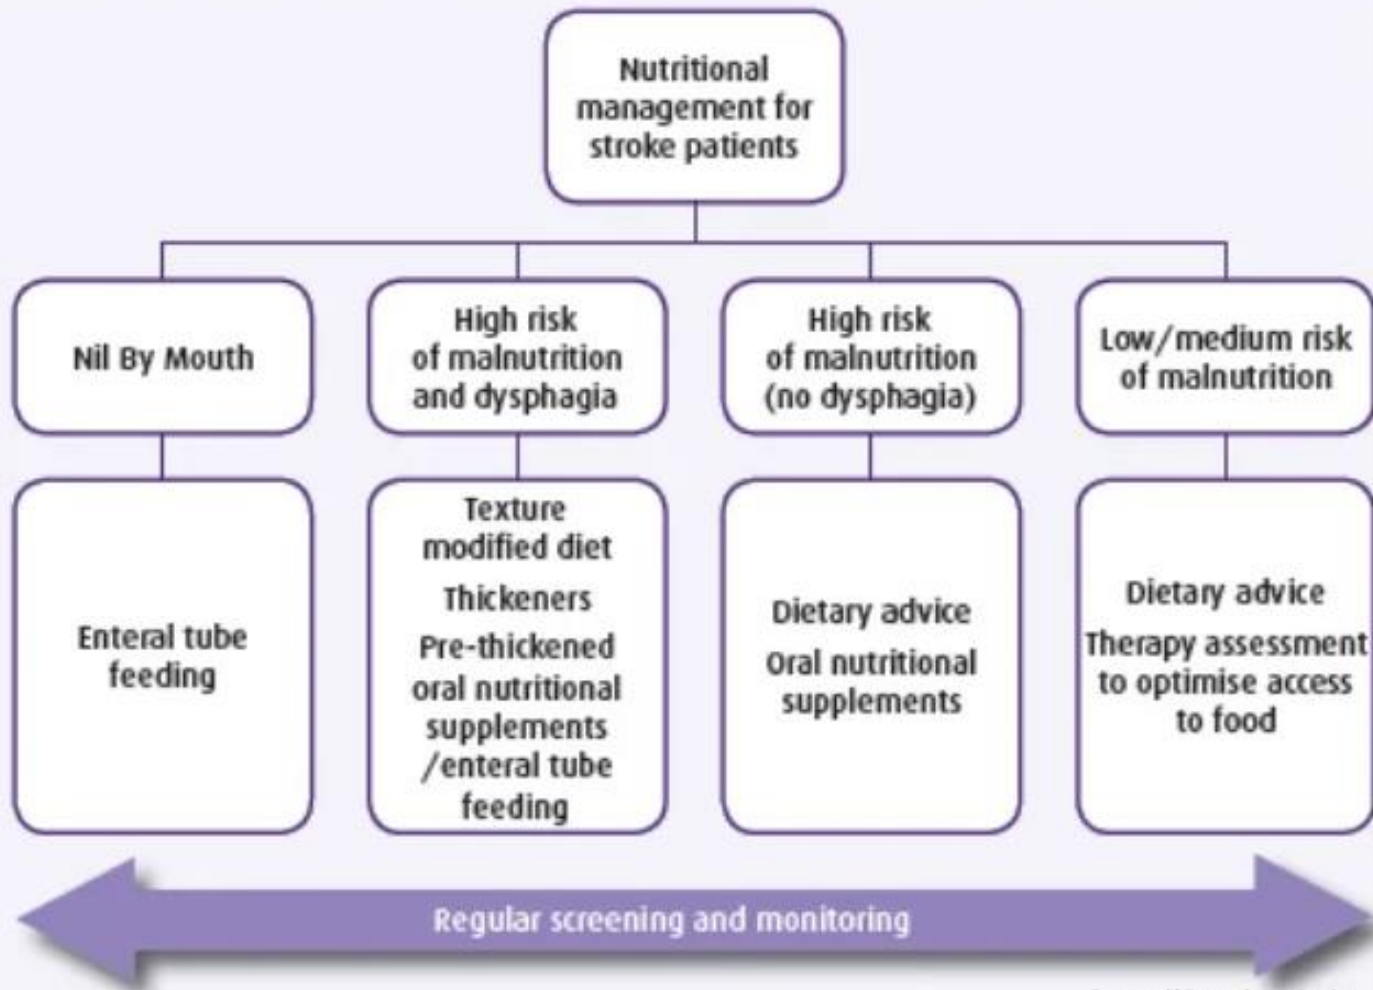 Nutritional
management for
stroke patients
Nil By Mouth
High risk
of malnutrition
and dysphagia
High risk
of malnutrition
(no dysphagia)
Low/medium risk
of malnutrition
Enteral tube
feeding
Texture
modified diet
Thickeners
Pre-thickened
oral nutritional
supplements
/enteral tube
feeding
Dietary advice
Oral nutritional
supplements
Dietary advice
Therapy assessment
to optimise access
to food
Regular screening and monitoring